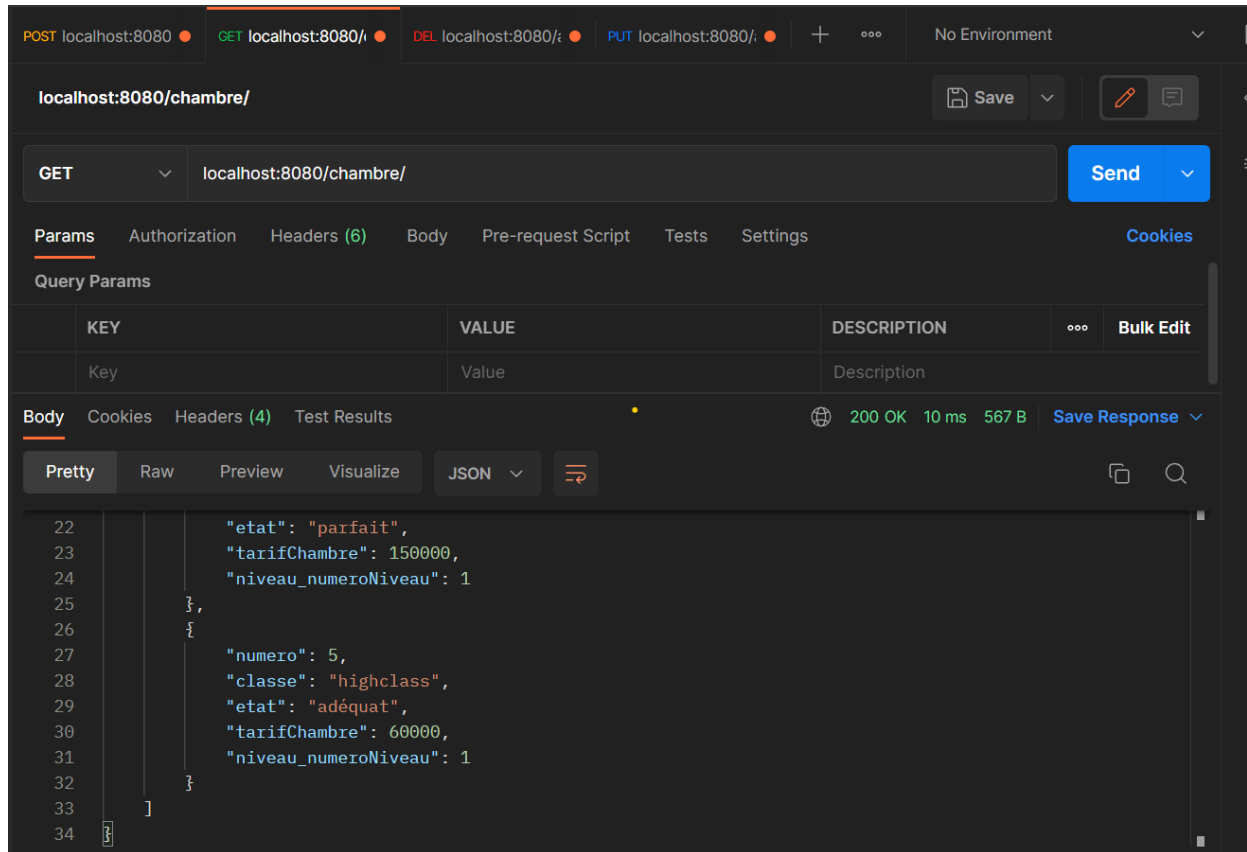 POST localhost:8080 GET localhost:8080/ DEL localhost:8080/ PUT localhost:8080/ No Environment
localhost:8080/chambre/ Save
GET localhost:8080/chambre/ Send
Params Authorization Headers (6) Body Pre-request Script Tests Settings Cookies
Query Params
KEY VALUE DESCRIPTION Bulk Edit
Key Value Description
Body Cookies Headers (4) Test Results 200 OK 10 ms 567 B Save Response
Pretty Raw Preview Visualize JSON
22 "etat": "parfait",
23 "tarifChambre": 150000,
24 "niveau_numeroNiveau": 1
25 },
26 {
27 "numero": 5,
28 "classe": "highclass",
29 "etat": "adéquat",
30 "tarifChambre": 60000,
31 "niveau_numeroNiveau": 1
32 }
33 ]
34 }